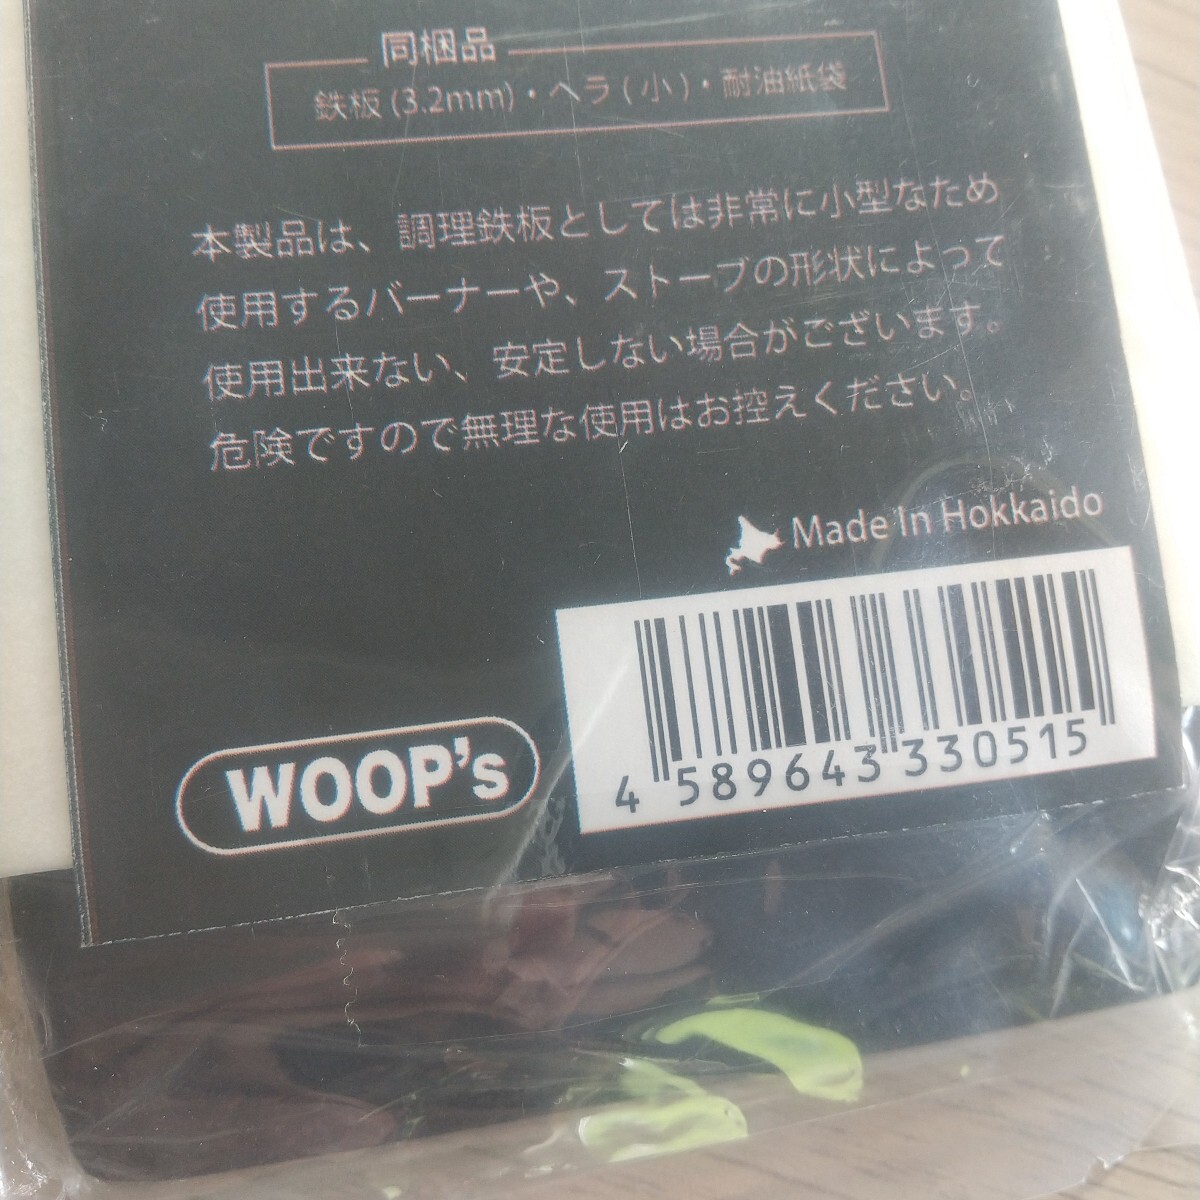 同梱品
鉄板(3.2mm)・ヘラ(小)・耐油紙袋
本製品は、調理鉄板としては非常に小型なため
使用するバーナーや、ストーブの形状によって
使用出来ない、安定しない場合がございます。
危険ですので無理な使用はお控えください。
Made In Hokkaido
WOOP's
4 589643 330515